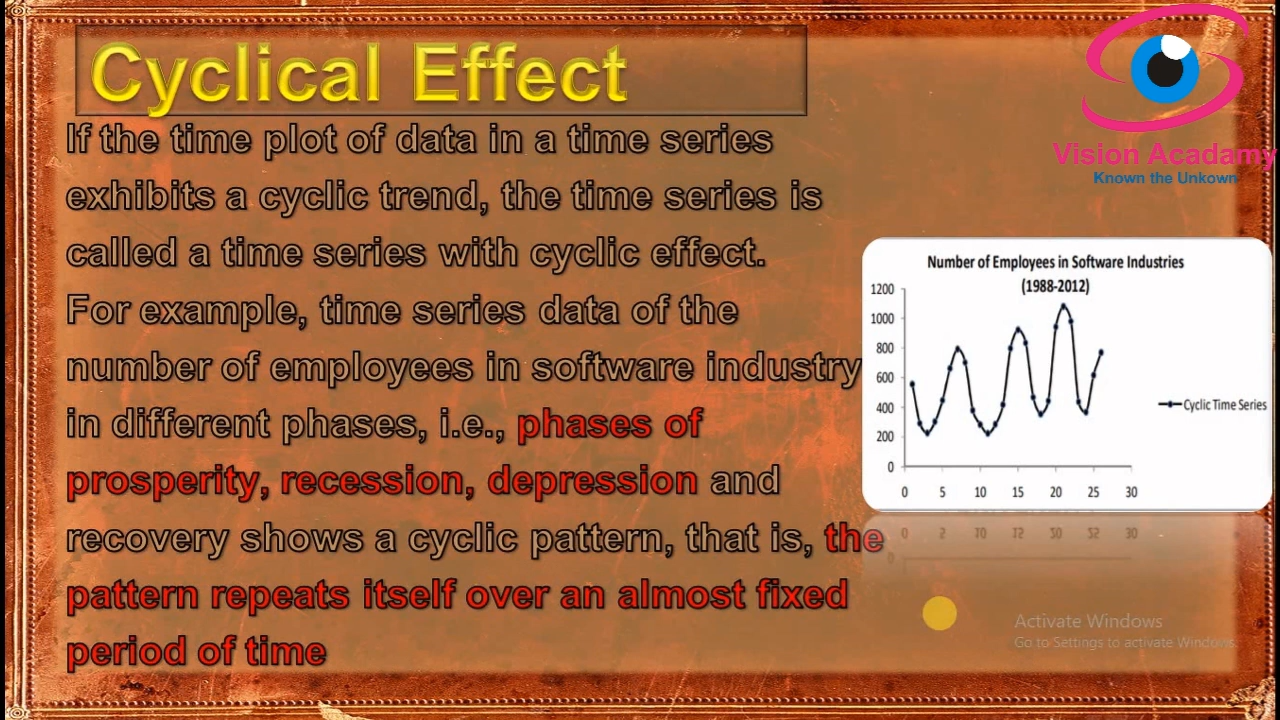 Cyclical Effect
If the time plot of data in a time series
exhibits a cyclic trend, the time series is
called a time series with cyclic effect.
For example, time series data of the
number of employees in software industry
in different phases, i.e., phases of
prosperity, recession, depression and
recovery shows a cyclic pattern, that is, the
pattern repeats itself over an almost fixed
period of time
Vision Acadamy
Known the Unkown
Number of Employees in Software Industries
(1988-2012)
1200
1000
800
600
400
200
0
0 5 10 15 20 25 30
Cyclic Time Series
Activate Windows
Go to Settings to activate Windows.